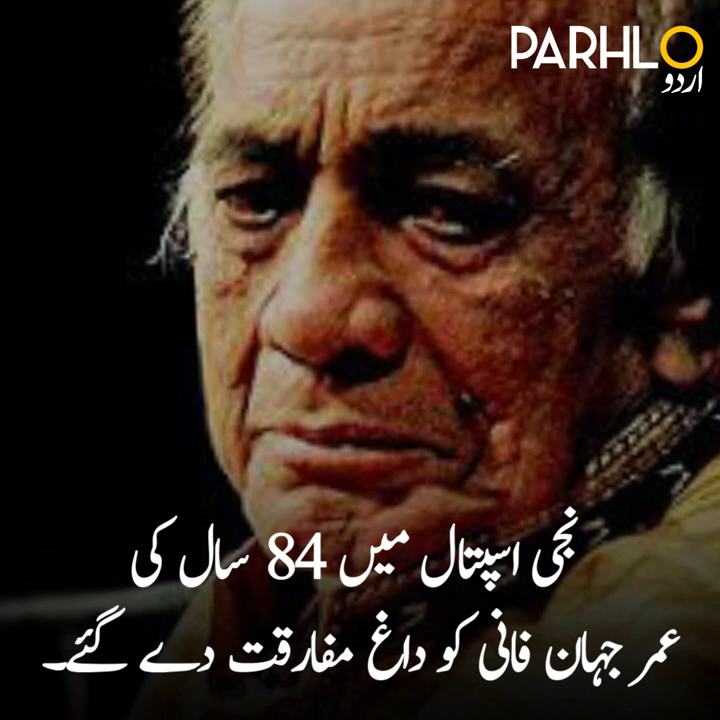 PARHLO
اردو
نجی اسپتال میں 84 سال کی
عمر جہان فانی کو داغ مفارقت دے گئے۔